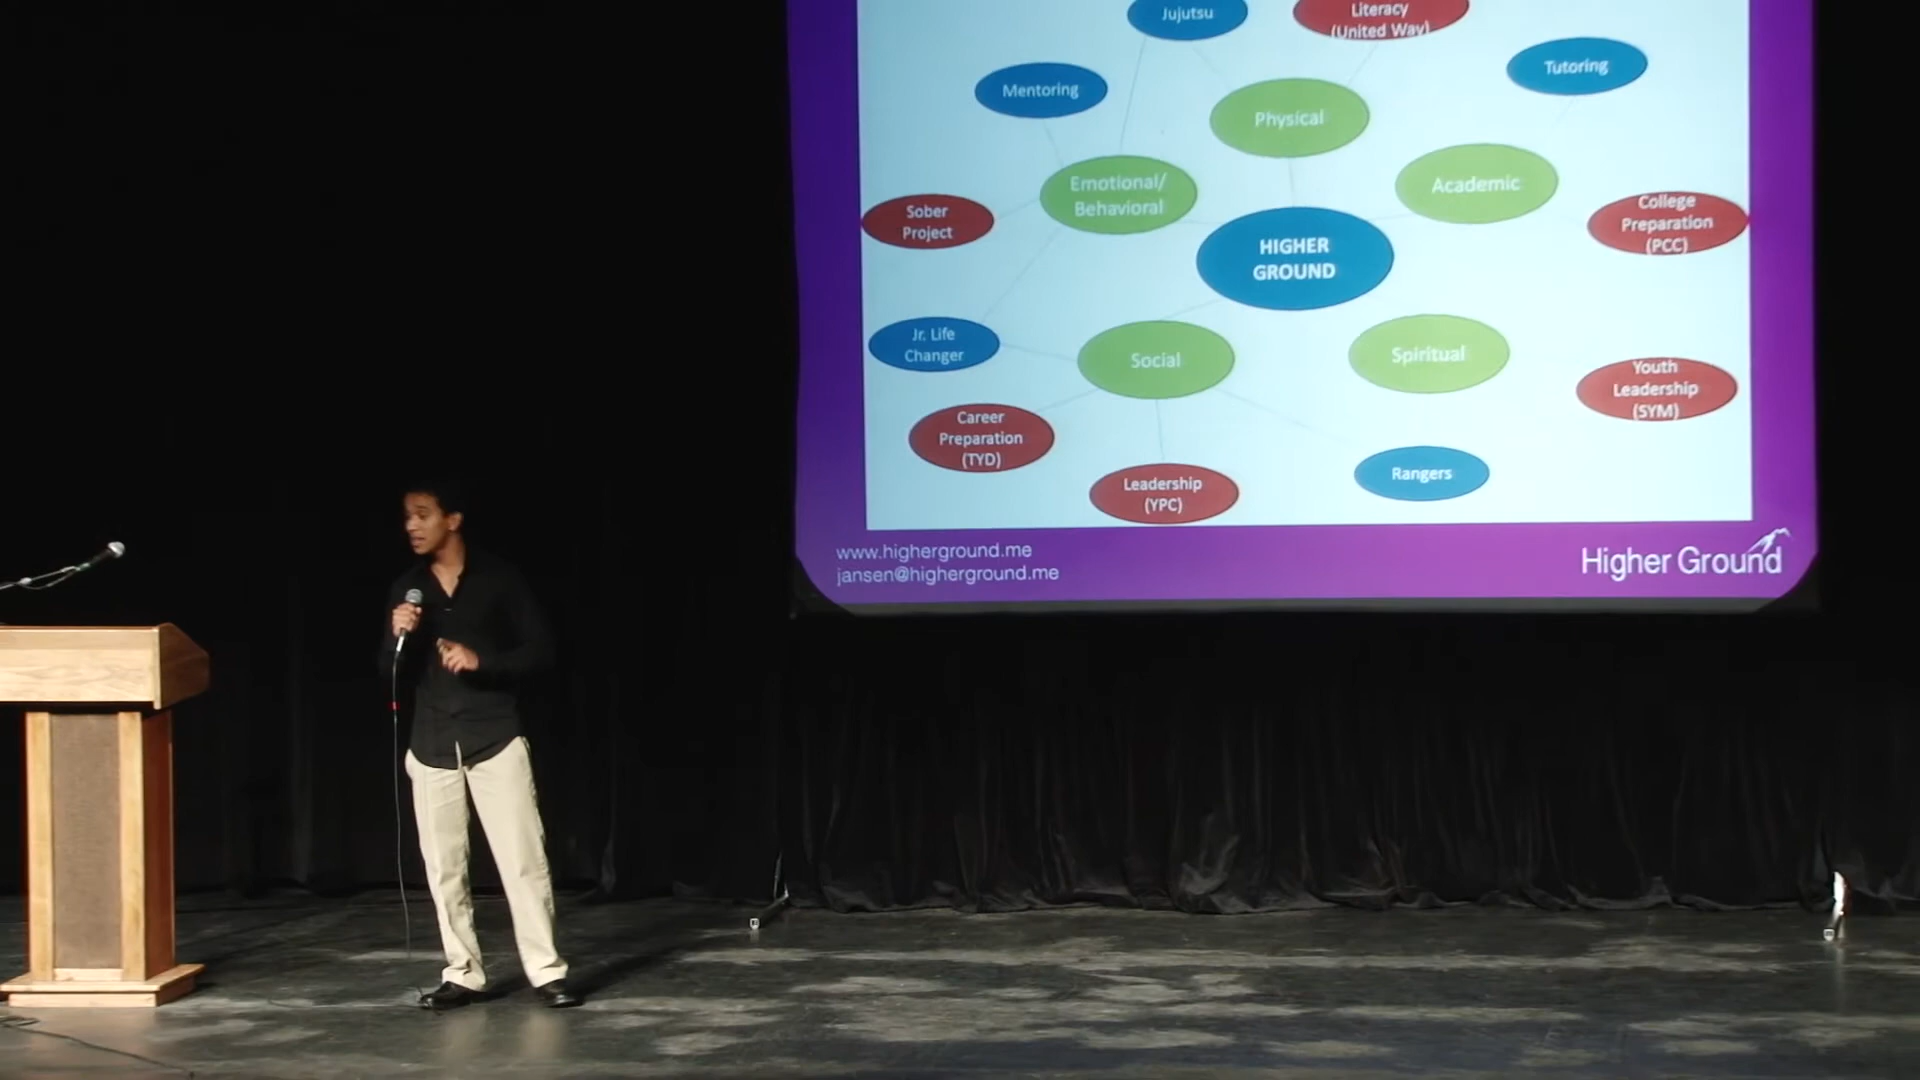 Jujutsu
Literacy
(United Way)
Mentoring
Tutoring
Physical
Emotional/
Behavioral
Academic
Sober
Project
College
Preparation
(PCC)
HIGHER
GROUND
Jr. Life
Changer
Social
Spiritual
Youth
Leadership
(SYM)
Career
Preparation
(TYD)
Leadership
(YPC)
Rangers
www.higherground.me
jansen@higherground.me
Higher Ground